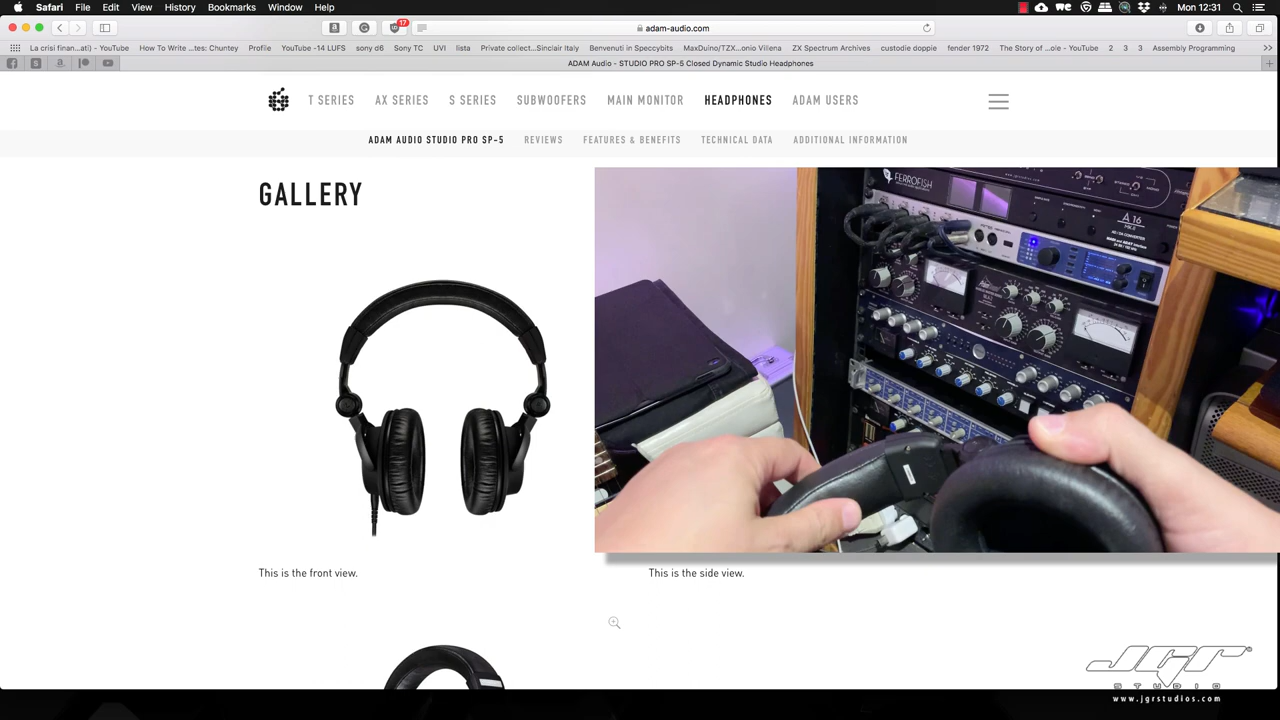 Safari File Edit View History Bookmarks Window Help
Mon 12:31
17
adam-audio.com
La crisi finan...ati) - YouTube How To Write ...tes: Chuntey Profile YouTube -14 LUFS sony d6 Sony TC UVI lista Private collect...Sinclair Italy Benvenuti in Speccybits MaxDuino/TZX...onio Villena ZX Spectrum Archives custodie doppie fender 1972 The Story of ...oie - YouTube 2 3 3 Assembly Programming
ADAM Audio - STUDIO PRO SP-5 Closed Dynamic Studio Headphones
T SERIES AX SERIES S SERIES SUBWOOFERS MAIN MONITOR HEADPHONES ADAM USERS
ADAM AUDIO STUDIO PRO SP-5 REVIEWS FEATURES & BENEFITS TECHNICAL DATA ADDITIONAL INFORMATION
GALLERY
FERROFISH
A 16
This is the front view.
This is the side view.
JGR
STUDIO
www.jgrstudios.com